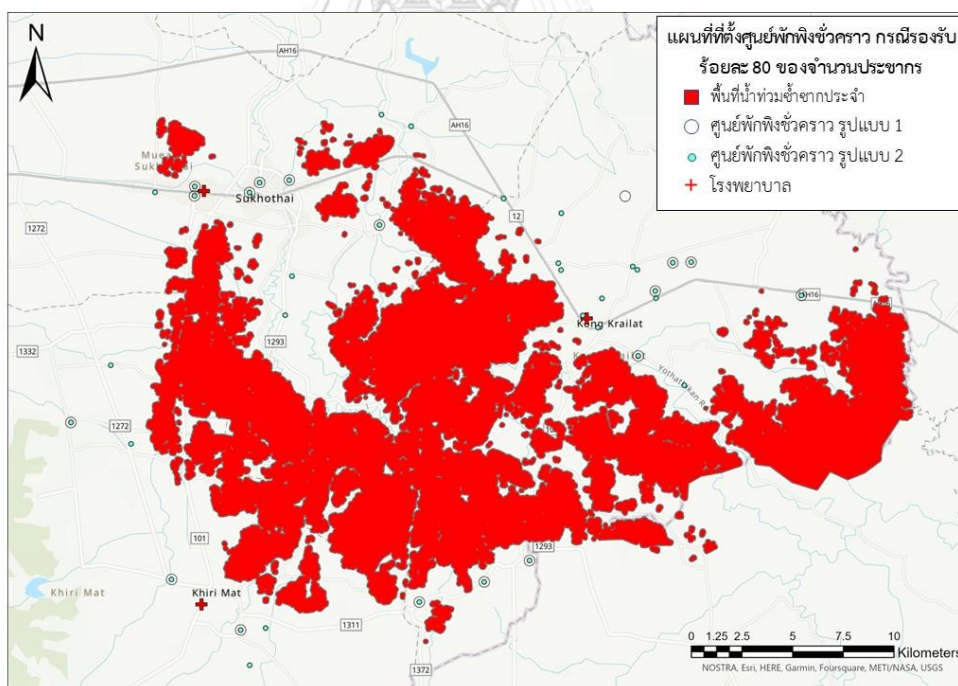 N
แผนที่ที่ตั้งศูนย์พักพิงชั่วคราว กรณีรองรับ
ร้อยละ 80 ของจำนวนประชากร
พื้นที่น้ำท่วมซ้ำซากประจำ
ศูนย์พักพิงชั่วคราว รูปแบบ 1
ศูนย์พักพิงชั่วคราว รูปแบบ 2
โรงพยาบาล
AH16
AH16
Sukhothai
12
1272
AH16
Kong Krailat
1293
1332
Yothathikan
1272
101
1293
Khiri Mat
Khiri Mat
1311
1372
0 1.25 2.5 5 7.5 10
Kilometers
NOSTRA, Esri, HERE, Garmin, Foursquare, METI/NASA, USGS